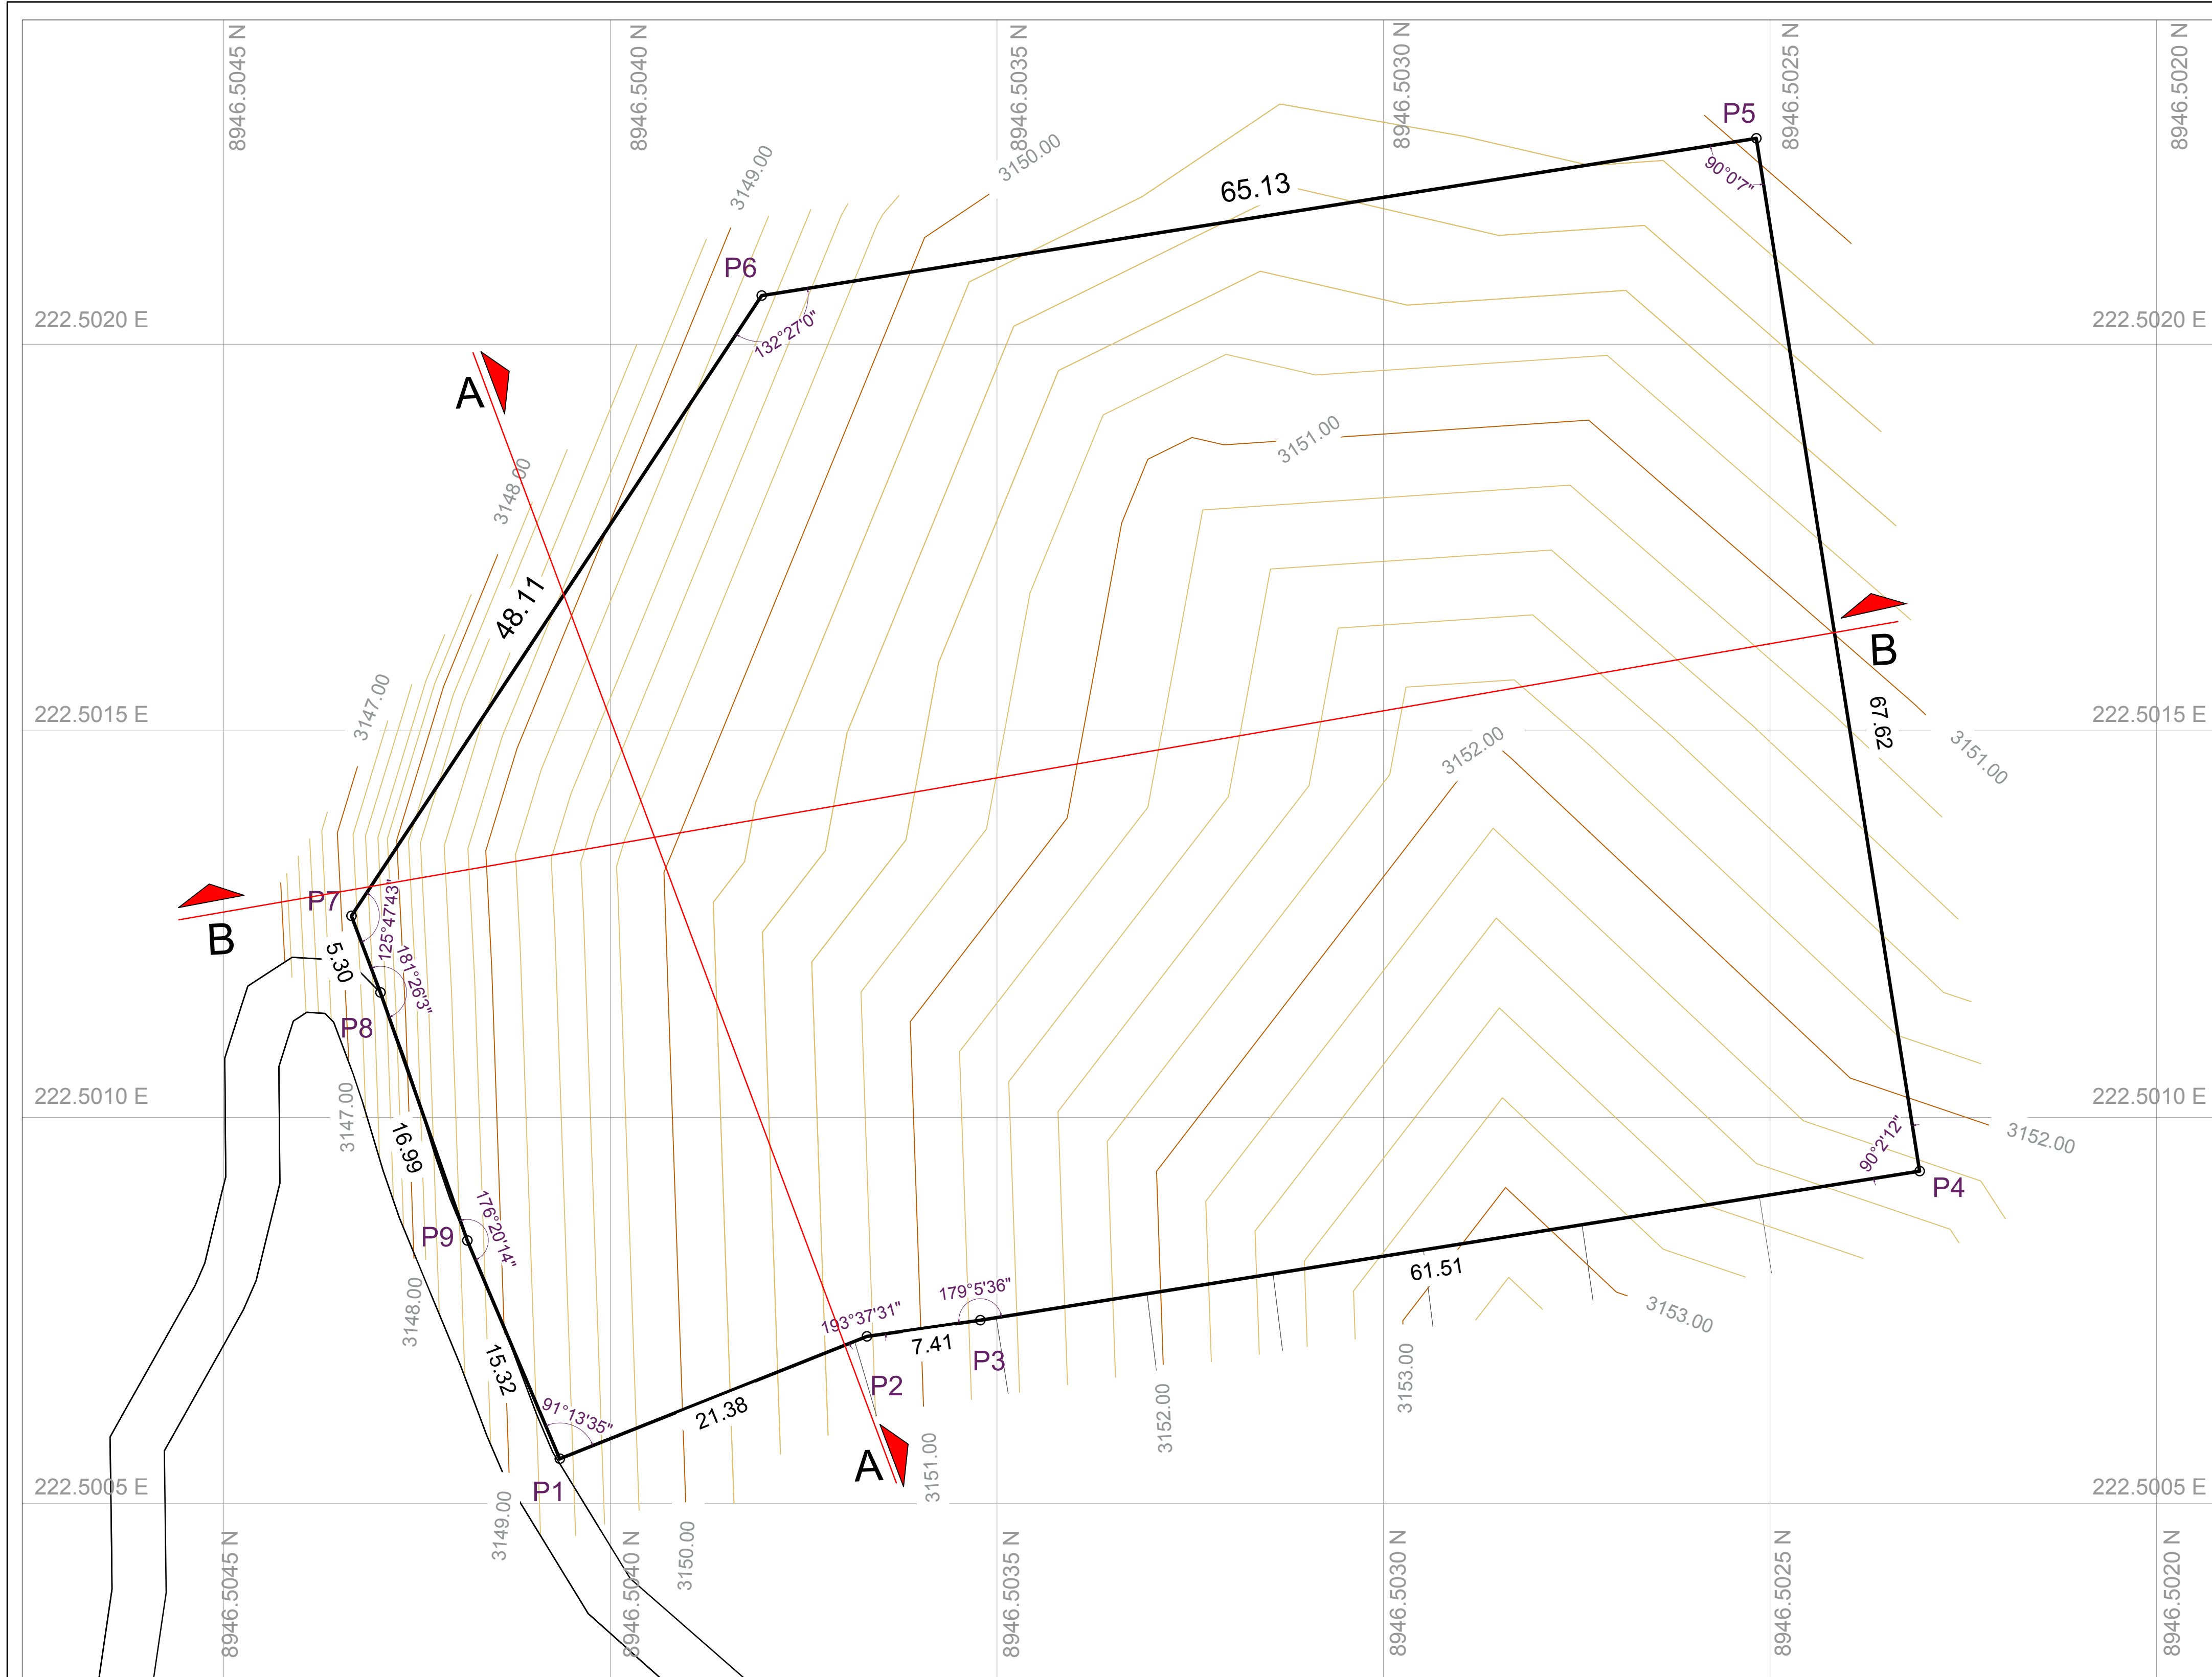 8946.5045 N
8946.5040 N
8946.5035 N
8946.5030 N
8946.5025 N
8946.5020 N
P5
90°0'7"
3149.00
3150.00
65.13
P6
132°27'0"
222.5020 E
222.5020 E
A
3151.00
3148.00
48.11
B
3147.00
67.62
222.5015 E
222.5015 E
3152.00
3151.00
P7
125°47'43"
B
5.30
181°26'3"
P8
222.5010 E
222.5010 E
3147.00
16.99
90°2'12"
3152.00
P4
P9
176°20'14"
3148.00
179°5'36"
193°37'31"
61.51
3153.00
7.41
P3
15.32
P2
3153.00
91°13'35"
21.38
3152.00
A
3151.00
P1
222.5005 E
222.5005 E
3149.00
3150.00
8946.5045 N
8946.5040 N
8946.5035 N
8946.5030 N
8946.5025 N
8946.5020 N